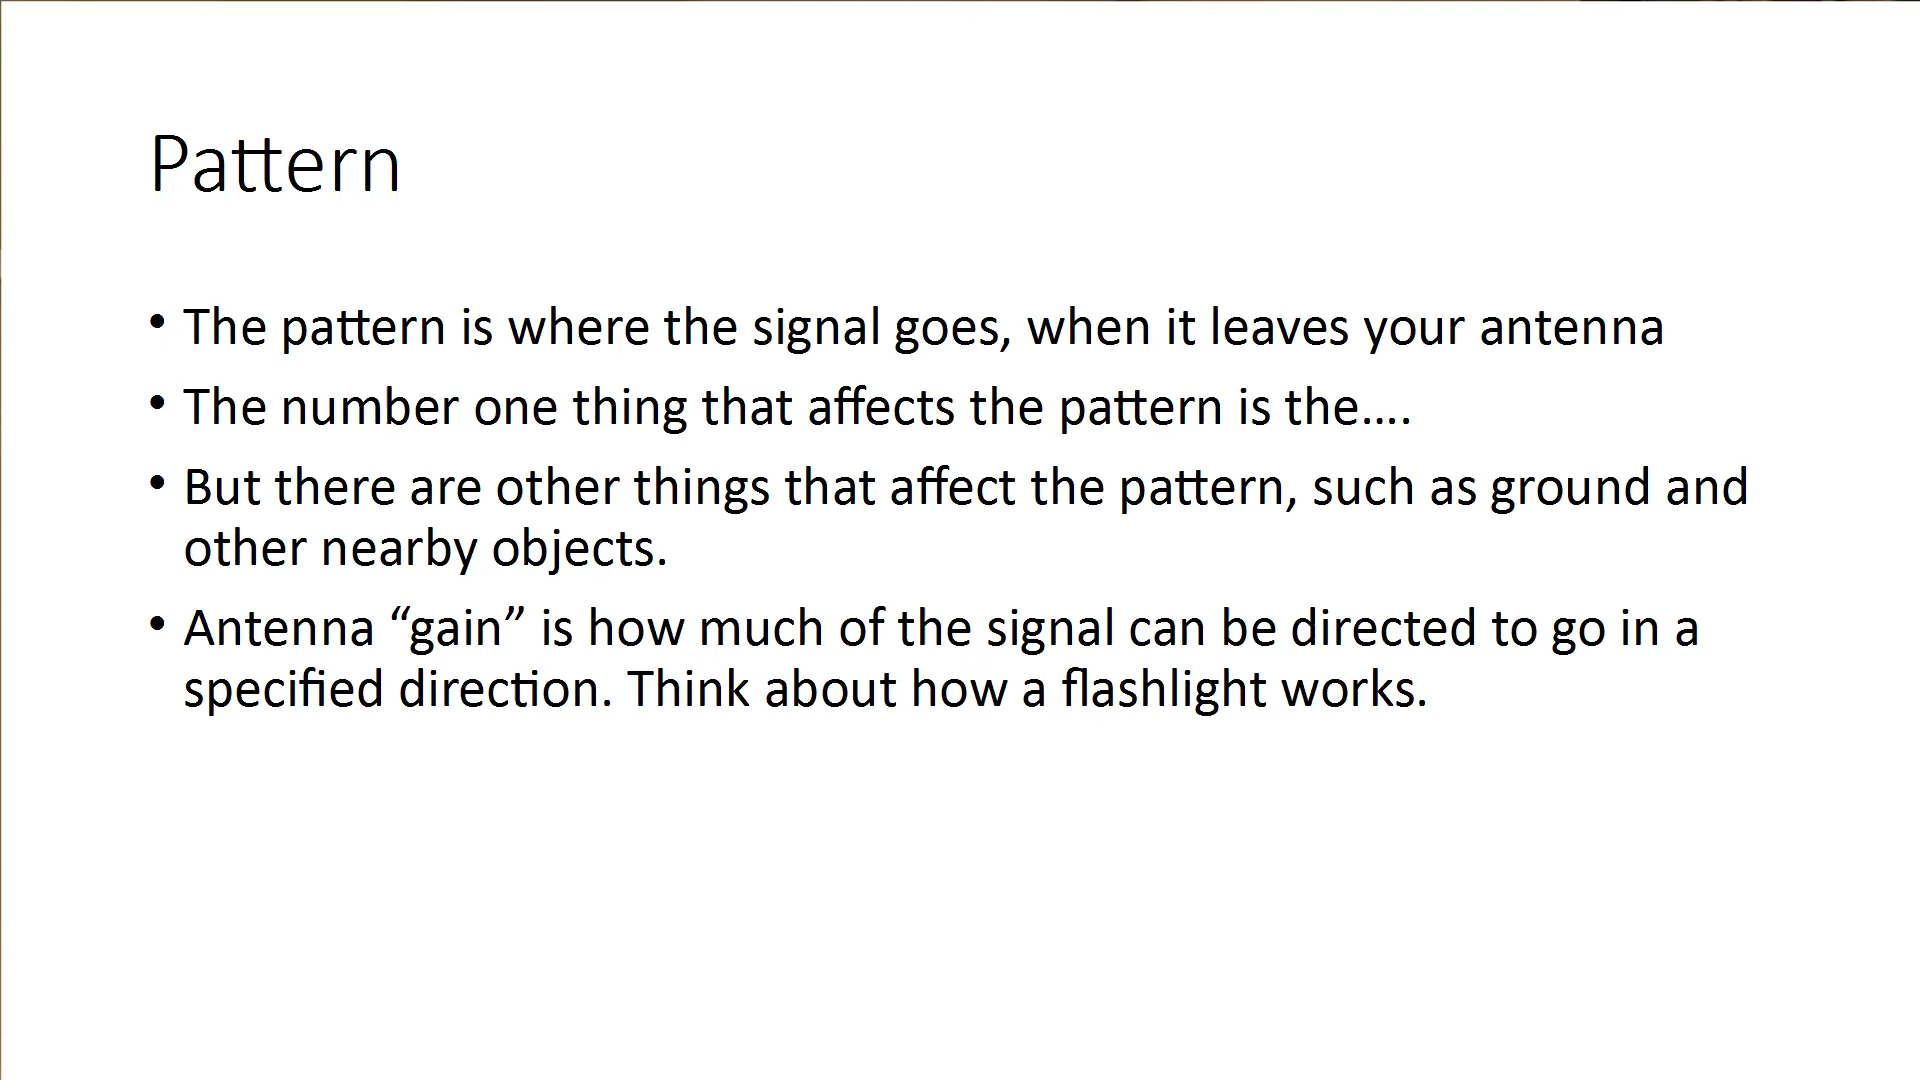 Pattern
• The pattern is where the signal goes, when it leaves your antenna
• The number one thing that affects the pattern is the....
• But there are other things that affect the pattern, such as ground and
other nearby objects.
• Antenna “gain” is how much of the signal can be directed to go in a
specified direction. Think about how a flashlight works.